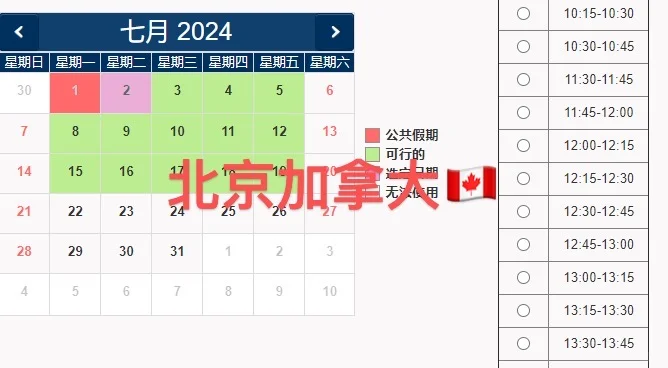 七月 2024
星期日 星期一 星期二 星期三 星期四 星期五 星期六
30 1 2 3 4 5 6
7 8 9 10 11 12 13
14 15 16 17 18 19 20
21 22 23 24 25 26 27
28 29 30 31 1 2 3
4 5 6 7 8 9 10
公共假期
可行的
选定日期
无法使用
北京加拿大
10:15-10:30
10:30-10:45
11:30-11:45
11:45-12:00
12:00-12:15
12:15-12:30
12:30-12:45
12:45-13:00
13:00-13:15
13:15-13:30
13:30-13:45